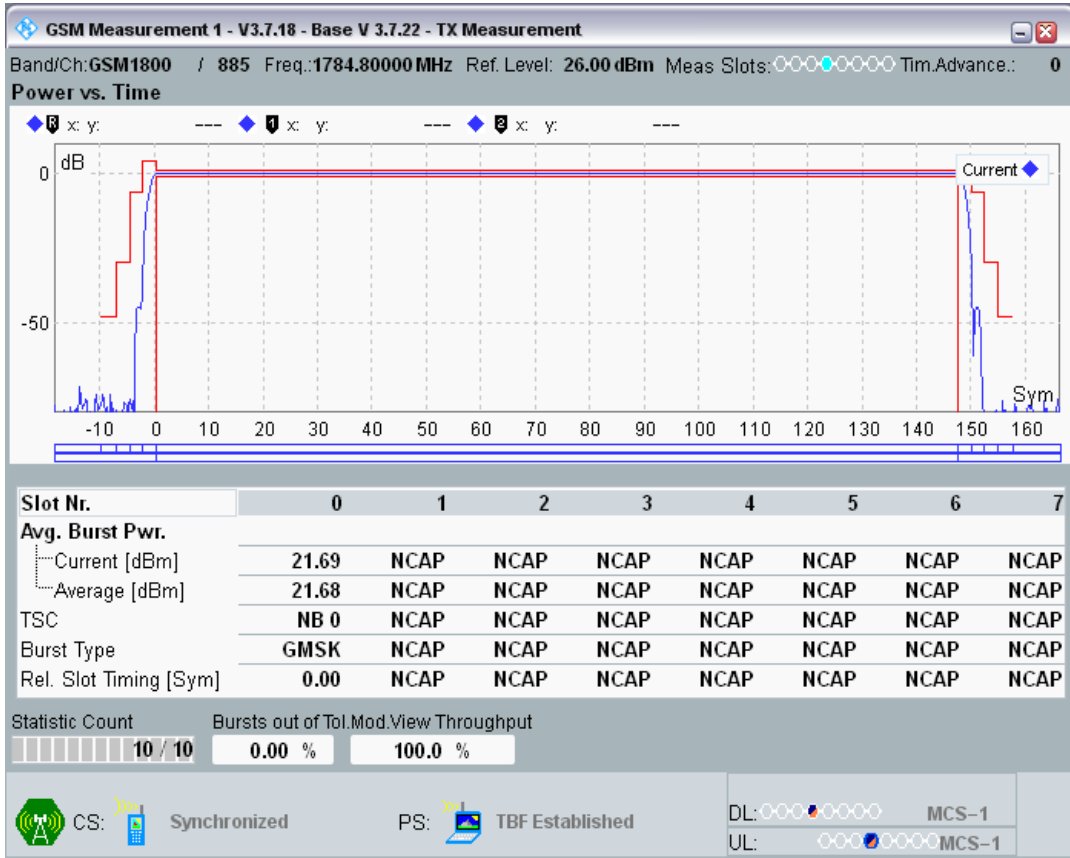 GSM Measurement 1 - V3.7.18 - Base V 3.7.22 - TX Measurement
Band/Ch:GSM1800 / 885 Freq.:1784.80000 MHz Ref. Level: 26.00 dBm Meas Slots: Tim.Advance.: 0
Power vs. Time
R x: y: --- 1 x: y: --- 2 x: y: ---
dB
Current
0
-50
Sym
-10 0 10 20 30 40 50 60 70 80 90 100 110 120 130 140 150 160
Slot Nr. 0 1 2 3 4 5 6 7
Avg. Burst Pwr.
Current [dBm] 21.69 NCAP NCAP NCAP NCAP NCAP NCAP NCAP
Average [dBm] 21.68 NCAP NCAP NCAP NCAP NCAP NCAP NCAP
TSC NB 0 NCAP NCAP NCAP NCAP NCAP NCAP NCAP
Burst Type GMSK NCAP NCAP NCAP NCAP NCAP NCAP NCAP
Rel. Slot Timing [Sym] 0.00 NCAP NCAP NCAP NCAP NCAP NCAP NCAP
Statistic Count Bursts out of Tol.Mod.View Throughput
10 / 10 0.00 % 100.0 %
CS: Synchronized PS: TBF Established
DL: MCS-1
UL: MCS-1